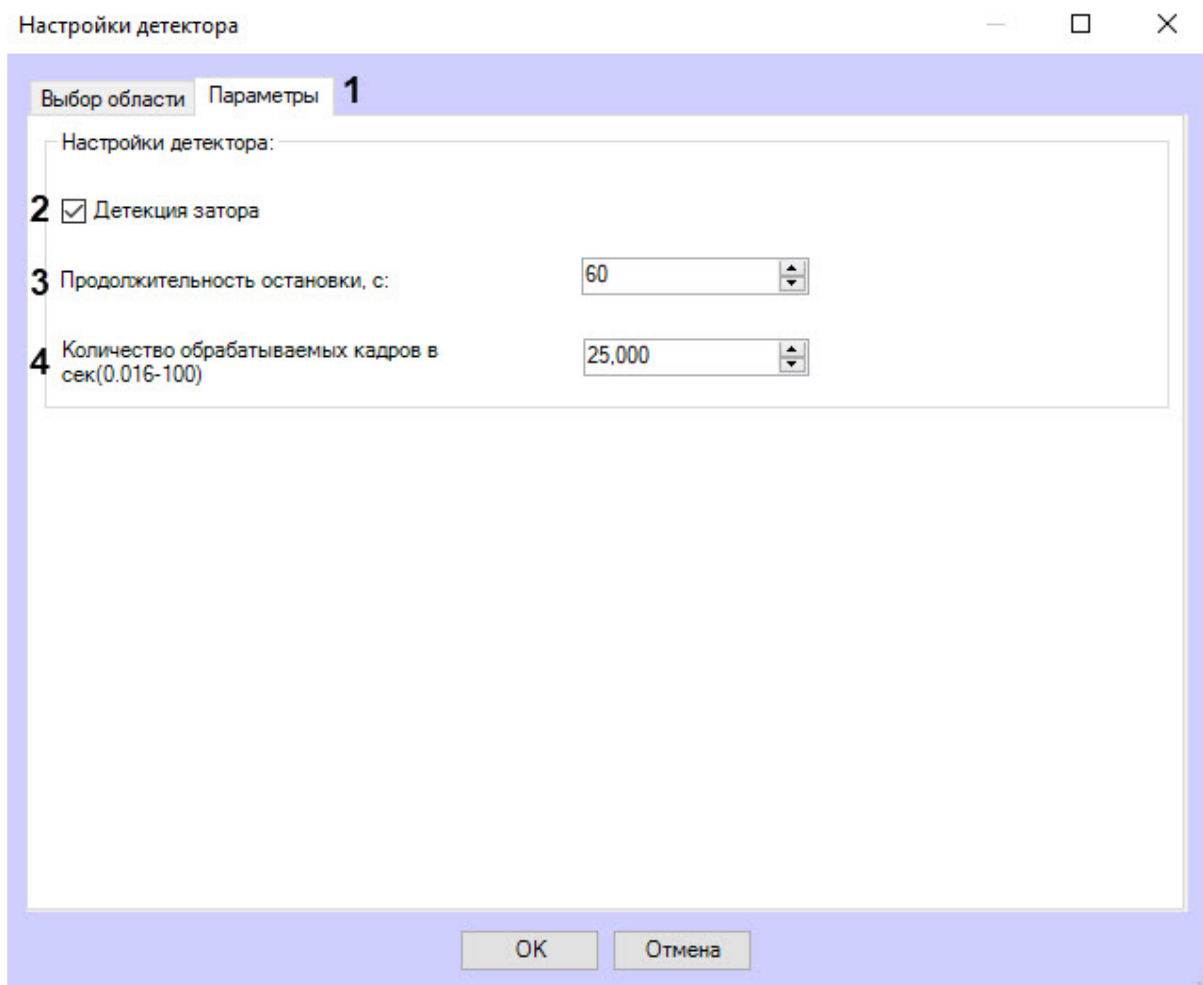 Настройки детектора
Выбор области Параметры 1
Настройки детектора:
2 Детекция затора
3 Продолжительность остановки, с: 60
4 Количество обрабатываемых кадров в
сек(0.016-100) 25,000
OK Отмена